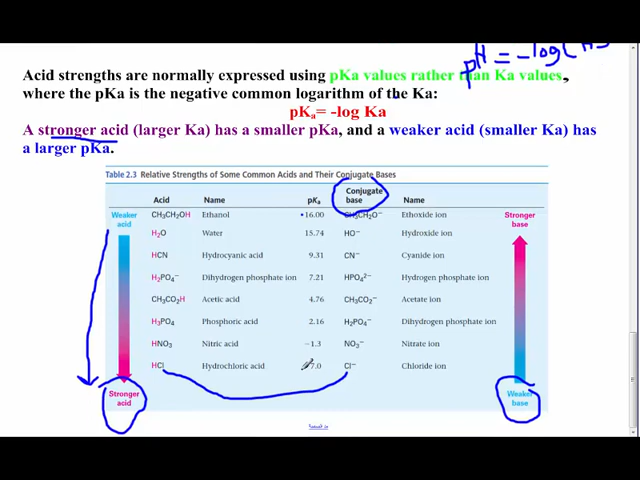 pH = -log(H3
Acid strengths are normally expressed using pKa values rather than Ka values,
where the pKa is the negative common logarithm of the Ka:
pKa= -log Ka
A stronger acid (larger Ka) has a smaller pKa, and a weaker acid (smaller Ka) has
a larger pKa.
Table 2.3 Relative Strengths of Some Common Acids and Their Conjugate Bases
Acid Name pKa Conjugate base Name
Weaker acid CH3CH2OH Ethanol 16.00 CH3CH2O− Ethoxide ion Stronger base
H2O Water 15.74 HO− Hydroxide ion
HCN Hydrocyanic acid 9.31 CN− Cyanide ion
H2PO4− Dihydrogen phosphate ion 7.21 HPO4²− Hydrogen phosphate ion
CH3CO2H Acetic acid 4.76 CH3CO2− Acetate ion
H3PO4 Phosphoric acid 2.16 H2PO4− Dihydrogen phosphate ion
HNO3 Nitric acid −1.3 NO3− Nitrate ion
HCl Hydrochloric acid 7.0 Cl− Chloride ion
Stronger acid Weaker base